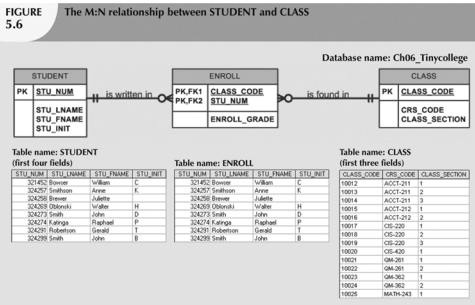 FIGURE
5.6
The M:N relationship between STUDENT and CLASS
Database name: Ch06_Tinycollege
STUDENT
PK STU_NUM
STU_LNAME
STU_FNAME
STU_INIT
is written in
ENROLL
PK,FK1 CLASS_CODE
PK,FK2 STU_NUM
ENROLL_GRADE
is found in
CLASS
PK CLASS_CODE
CRS_CODE
CLASS_SECTION
Table name: STUDENT
(first four fields)
STU_NUM STU_LNAME STU_FNAME STU_INIT
321452 Bowser William C
324257 Smithson Anne K
324258 Brewer Juliette
324269 Oblonski Walter H
324273 Smith John D
324274 Katinga Raphael P
324291 Robertson Gerald T
324299 Smith John B
Table name: ENROLL
STU_NUM STU_LNAME STU_FNAME STU_INIT
321452 Bowser William C
324257 Smithson Anne K
324258 Brewer Juliette
324269 Oblonski Walter H
324273 Smith John D
324274 Katinga Raphael P
324291 Robertson Gerald T
324299 Smith John B
Table name: CLASS
(first three fields)
CLASS_CODE CRS_CODE CLASS_SECTION
10012 ACCT-211 1
10013 ACCT-211 2
10014 ACCT-211 3
10015 ACCT-212 1
10016 ACCT-212 2
10017 CIS-220 1
10018 CIS-220 2
10019 CIS-220 3
10020 CIS-420 1
10021 QM-261 1
10022 QM-261 2
10023 QM-362 1
10024 QM-362 2
10025 MATH-243 1